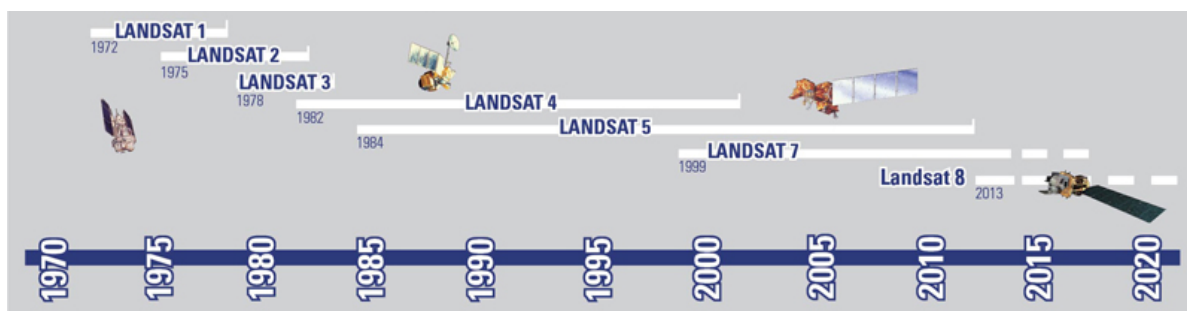 LANDSAT 1
1972
LANDSAT 2
1975
LANDSAT 3
1978
LANDSAT 4
1982
LANDSAT 5
1984
LANDSAT 7
1999
Landsat 8
2013
1970
1975
1980
1985
1990
1995
2000
2005
2010
2015
2020